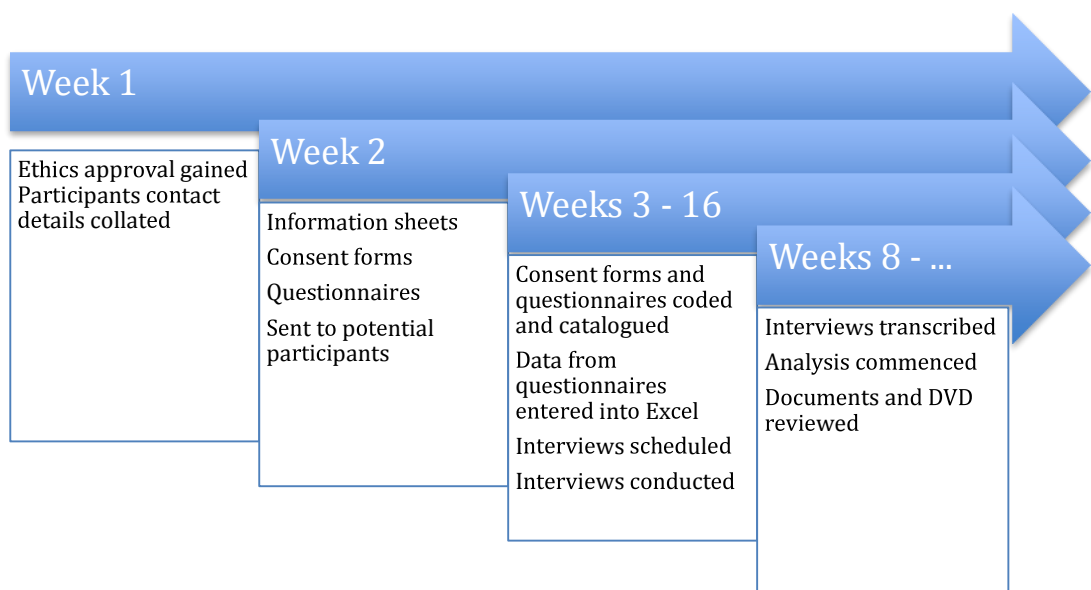 Week 1
Ethics approval gained
Participants contact
details collated
Week 2
Information sheets
Consent forms
Questionnaires
Sent to potential
participants
Weeks 3 - 16
Consent forms and
questionnaires coded
and catalogued
Data from
questionnaires
entered into Excel
Interviews scheduled
Interviews conducted
Weeks 8 - ...
Interviews transcribed
Analysis commenced
Documents and DVD
reviewed